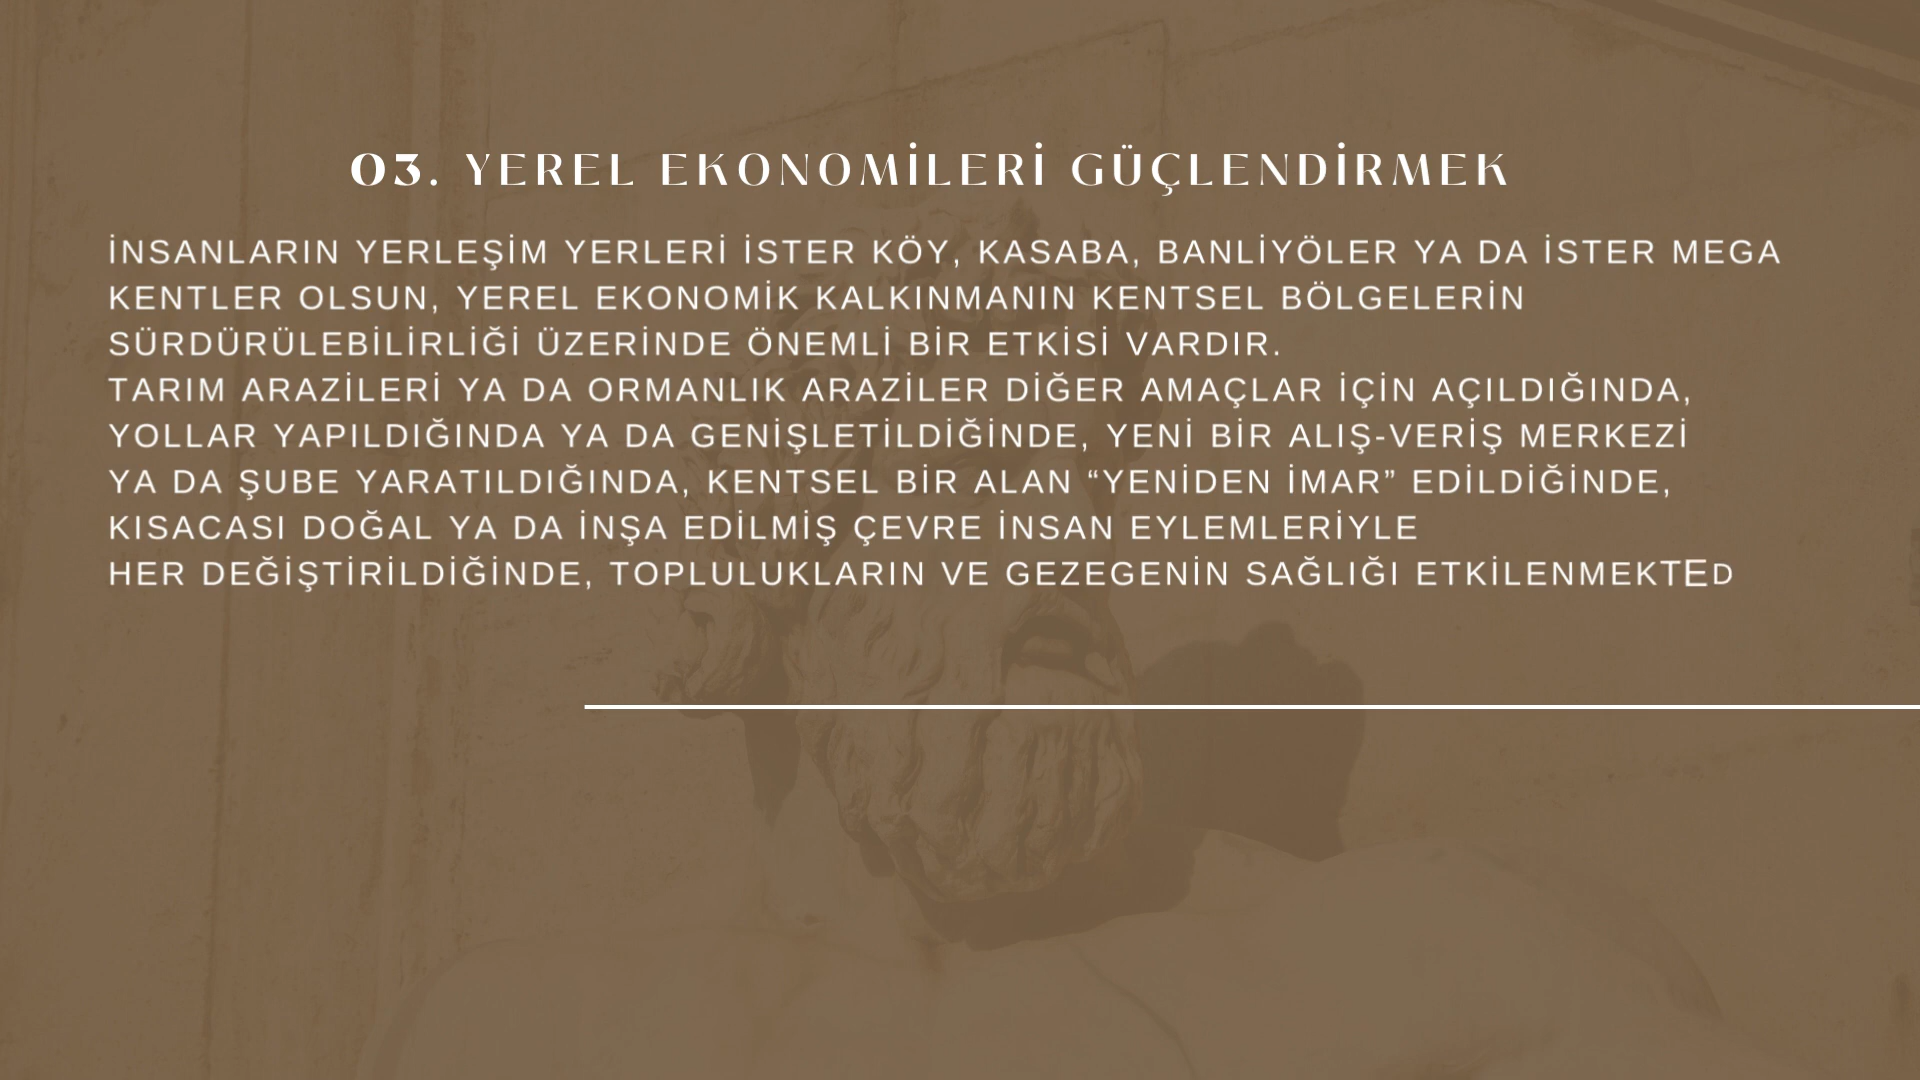 03. YEREL EKONOMİLERİ GÜÇLENDİRMEK
İNSANLARIN YERLEŞİM YERLERİ İSTER KÖY, KASABA, BANLİYÖLER YA DA İSTER MEGA
KENTLER OLSUN, YEREL EKONOMİK KALKINMANIN KENTSEL BÖLGELERİN
SÜRDÜRÜLEBİLİRLİĞİ ÜZERİNDE ÖNEMLİ BİR ETKİSİ VARDIR.
TARIM ARAZİLERİ YA DA ORMANLIK ARAZİLER DİĞER AMAÇLAR İÇİN AÇILDIĞINDA,
YOLLAR YAPILDIĞINDA YA DA GENİŞLETİLDİĞİNDE, YENİ BİR ALIŞ-VERİŞ MERKEZİ
YA DA ŞUBE YARATILDIĞINDA, KENTSEL BİR ALAN “YENİDEN İMAR” EDİLDİĞİNDE,
KISACASI DOĞAL YA DA İNŞA EDİLMİŞ ÇEVRE İNSAN EYLEMLERİYLE
HER DEĞİŞTİRİLDİĞİNDE, TOPLULUKLARIN VE GEZEGENİN SAĞLIĞI ETKİLENMEKTED